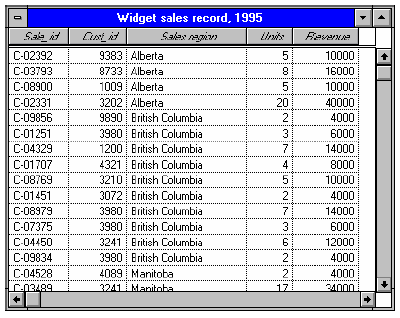 Widget sales record, 1995
Sale_id Cust_id Sales region Units Revenue
C-02392 9383 Alberta 5 10000
C-03793 8733 Alberta 8 16000
C-08900 1009 Alberta 5 10000
C-02331 3202 Alberta 20 40000
C-09856 9890 British Columbia 2 4000
C-01251 3980 British Columbia 3 6000
C-04329 1200 British Columbia 7 14000
C-01707 4321 British Columbia 4 8000
C-08769 3210 British Columbia 5 10000
C-01451 3072 British Columbia 2 4000
C-08979 3980 British Columbia 7 14000
C-07375 3980 British Columbia 3 6000
C-04450 3241 British Columbia 6 12000
C-09834 3980 British Columbia 2 4000
C-04528 4089 Manitoba 2 4000
C-03489 3241 Manitoba 17 34000